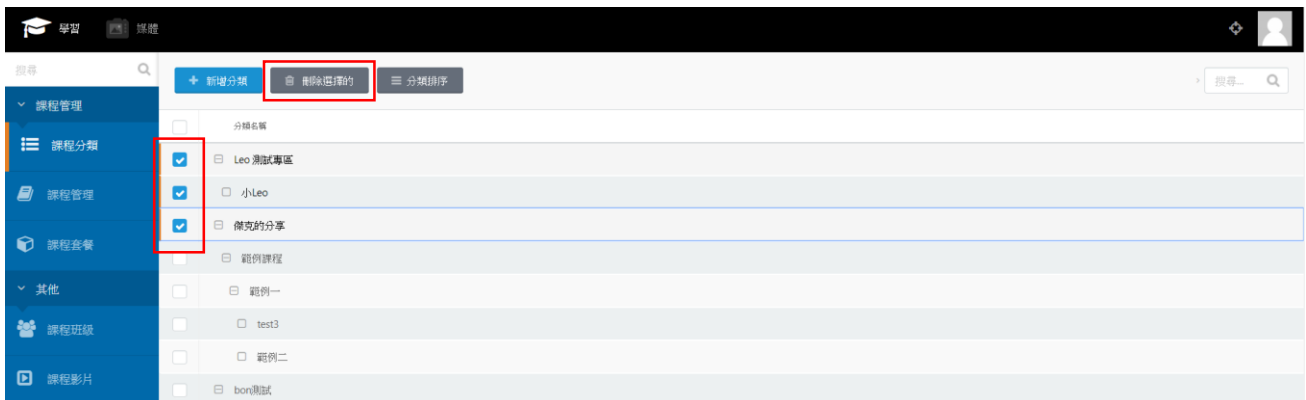 學習 媒體
搜尋
新增分類 刪除選擇的 分類排序 搜尋...
課程管理
分類名稱
課程分類
Leo 測試專區
課程管理
小Leo
傑克的分享
課程套餐
範例課程
其他
範例一
課程班級
test3
範例二
課程影片
bon測試